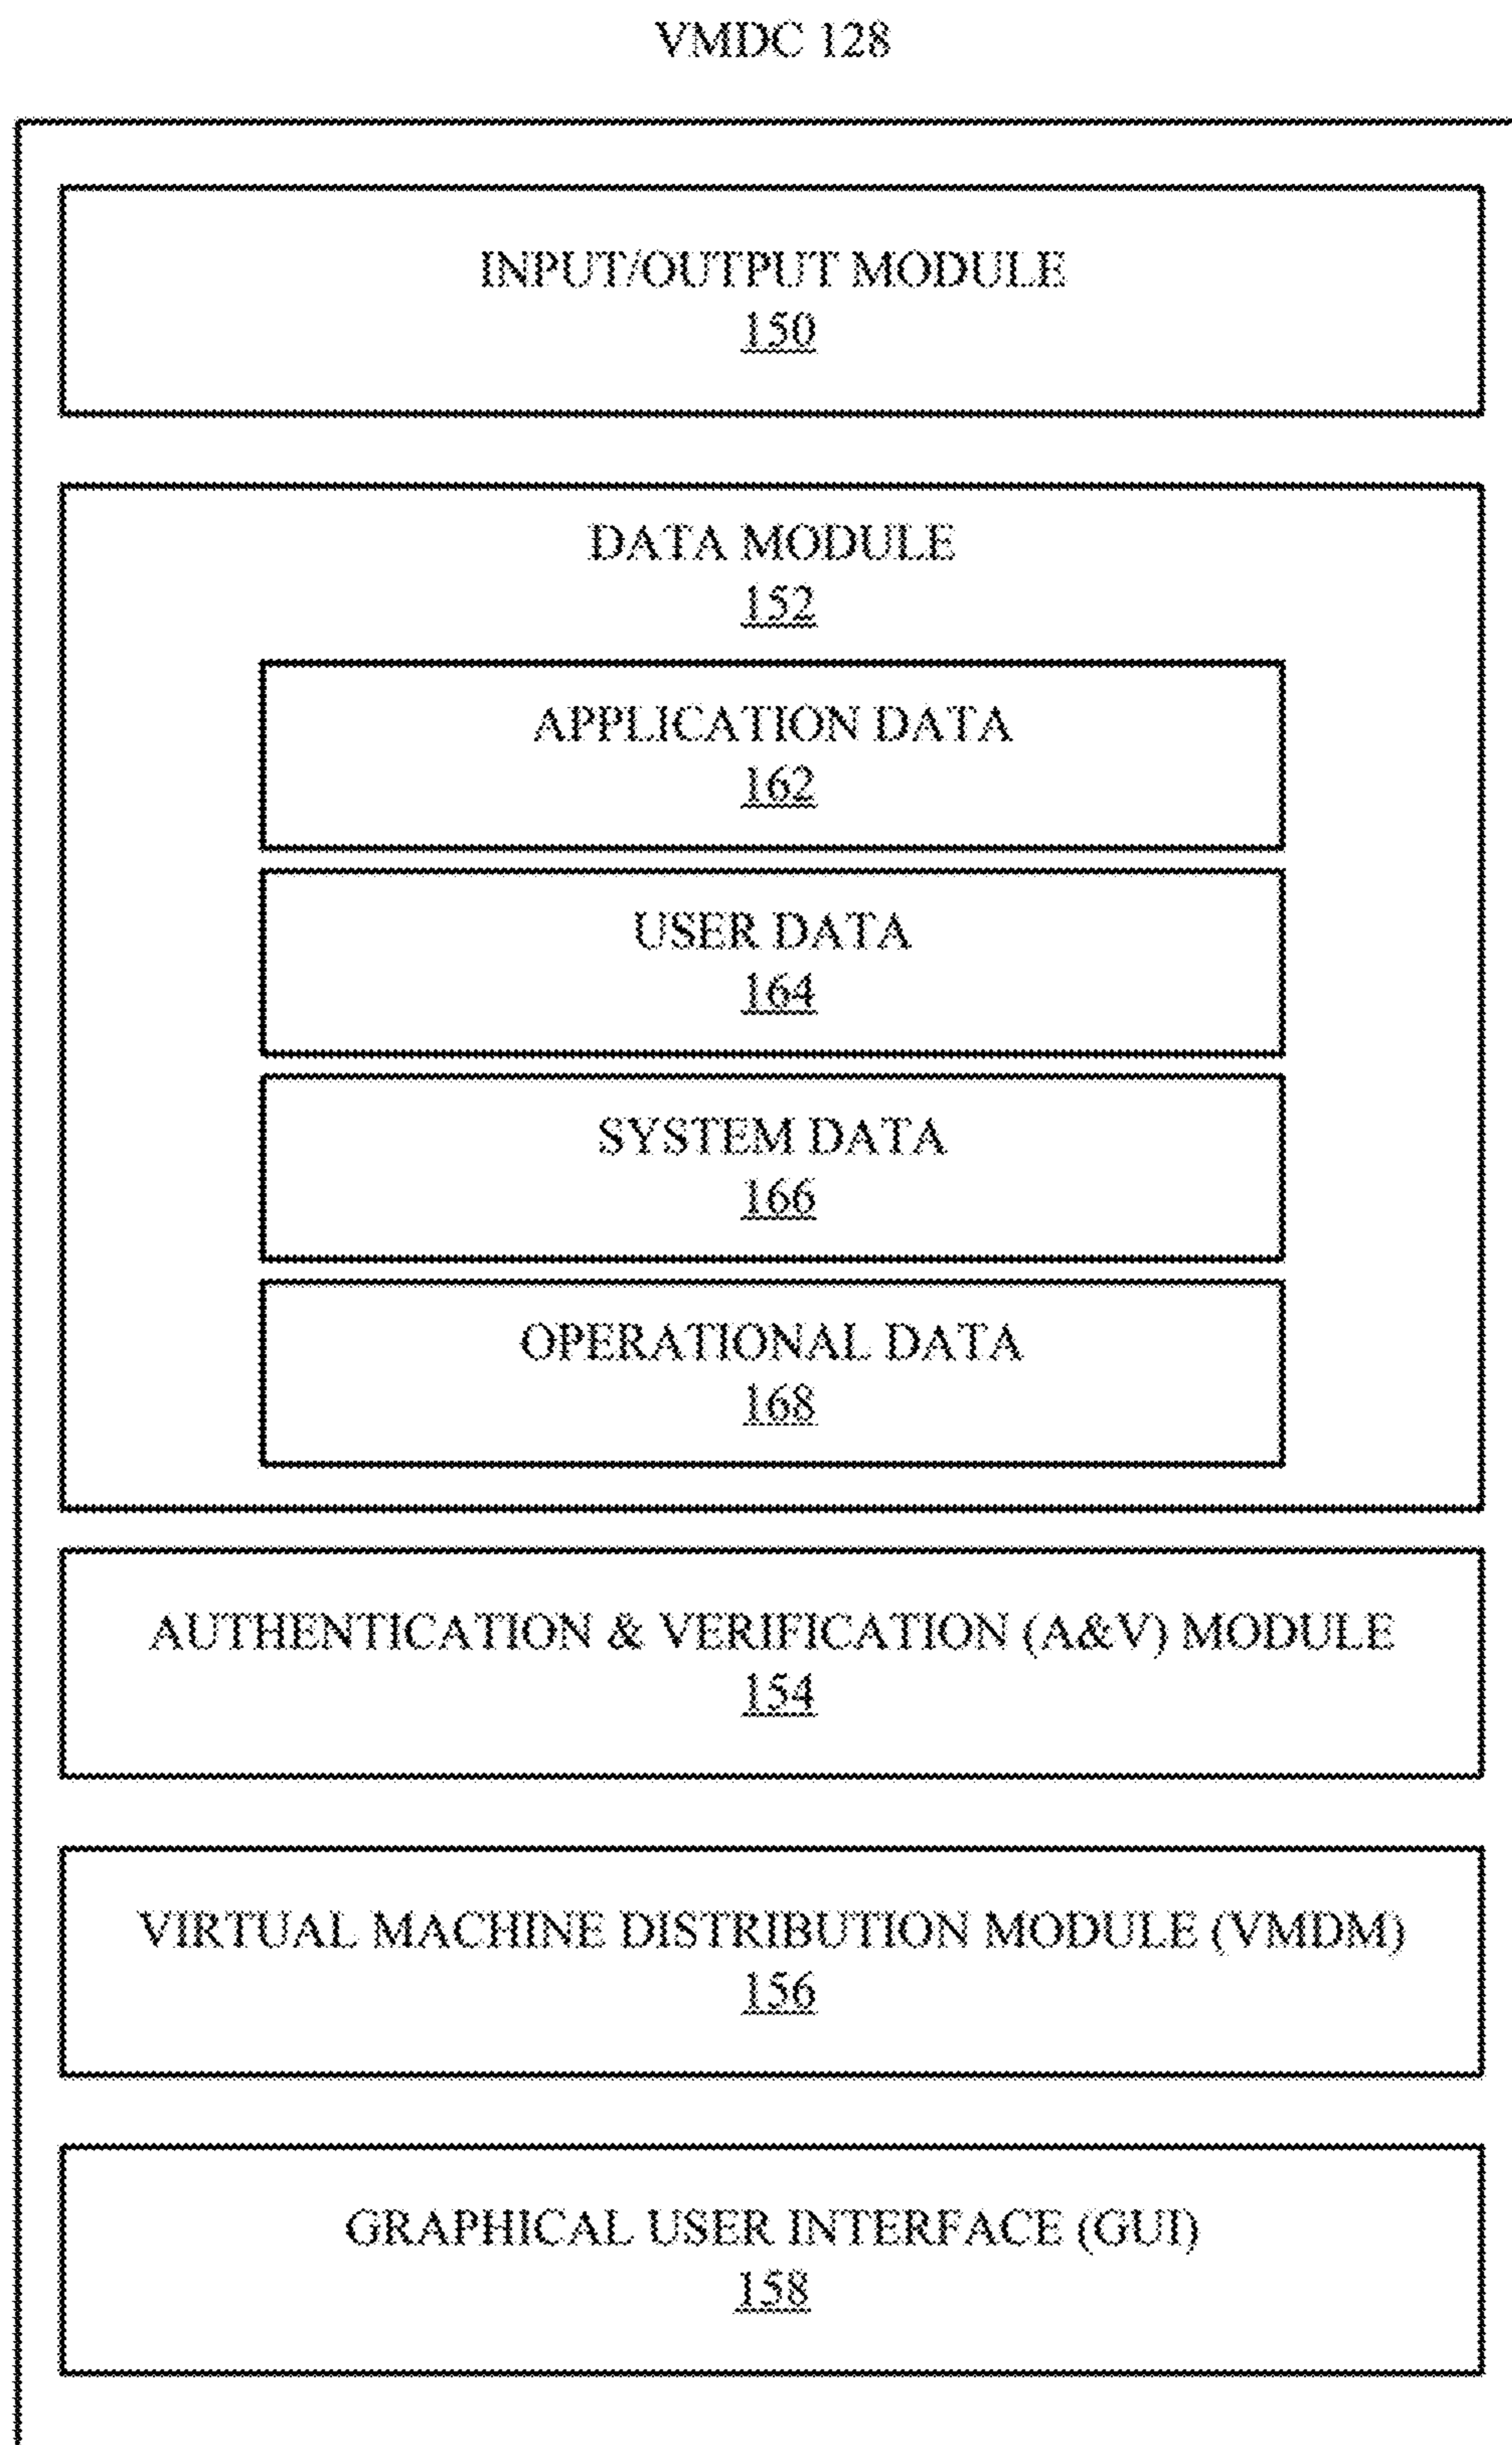 VMDC 128
INPUT/OUTPUT MODULE
150
DATA MODULE
152
APPLICATION DATA
162
USER DATA
164
SYSTEM DATA
166
OPERATIONAL DATA
168
AUTHENTICATION & VERIFICATION (A&V) MODULE
154
VIRTUAL MACHINE DISTRIBUTION MODULE (VMDM)
156
GRAPHICAL USER INTERFACE (GUI)
158